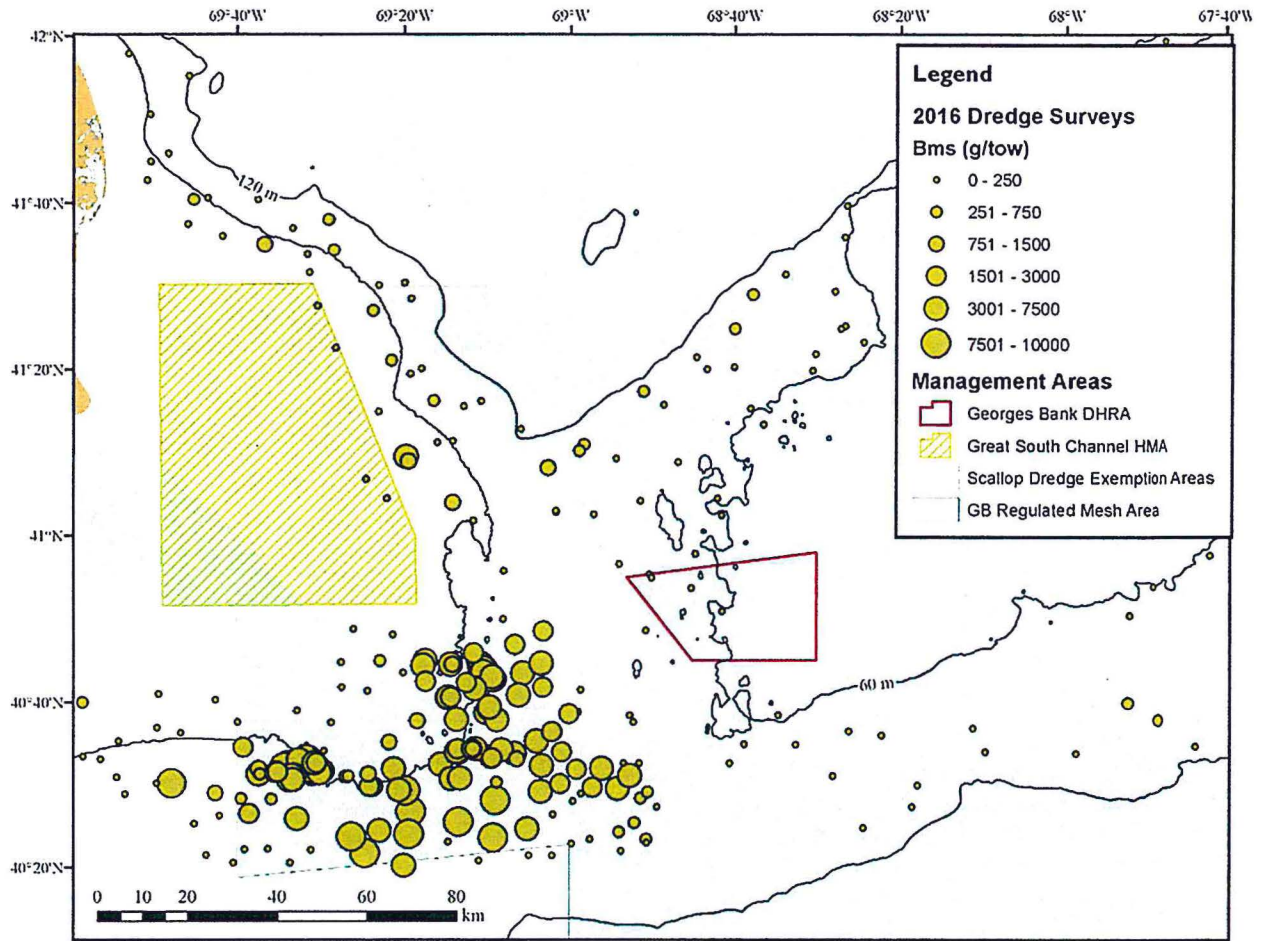 69°40'W 69°20'W 69°W 68°40'W 68°20'W 68°W 67°40'W
42°N
41°40'N
41°20'N
41°N
40°40'N
40°20'N
120 m
60 m
Legend
2016 Dredge Surveys
Bms (g/tow)
0 - 250
251 - 750
751 - 1500
1501 - 3000
3001 - 7500
7501 - 10000
Management Areas
Georges Bank DHRA
Great South Channel HMA
Scallop Dredge Exemption Areas
GB Regulated Mesh Area
0 10 20 40 60 80
km